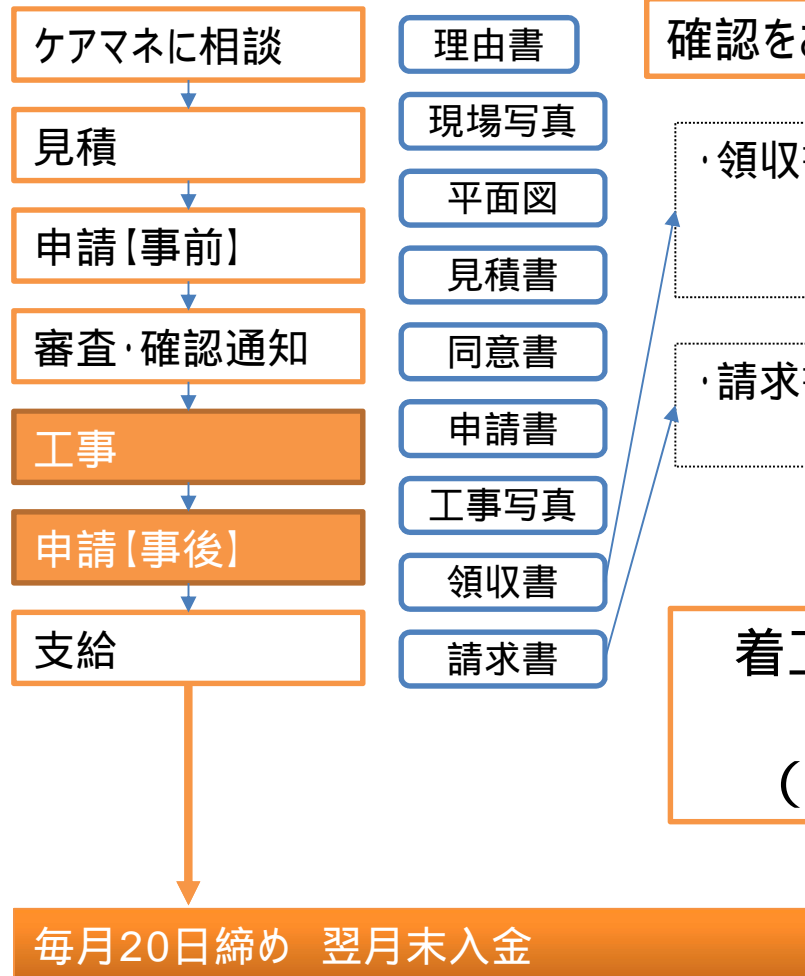 ケアマネに相談
見積
申請【事前】
審査・確認通知
工事
申請【事後】
支給
理由書
現場写真
平面図
見積書
同意書
申請書
工事写真
領収書
請求書
確認を
・領収
・請求
着工
（
毎月20日締め 翌月末入金